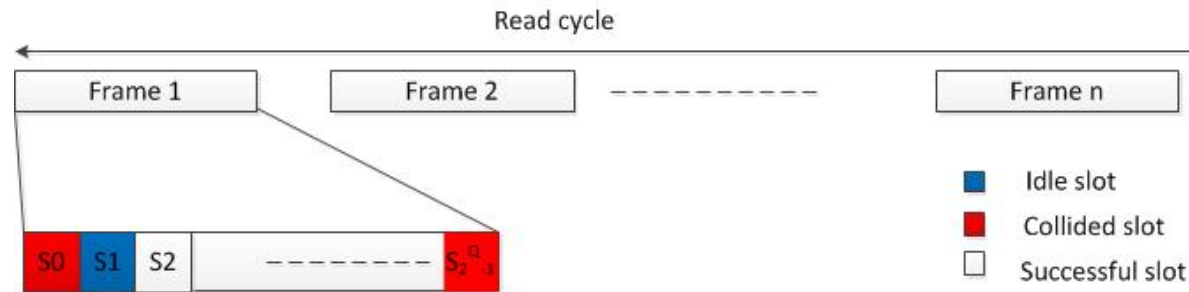 Read cycle
Frame 1
Frame 2
Frame n
Idle slot
Collided slot
Successful slot
S0
S1
S2
S₂Q₋₁